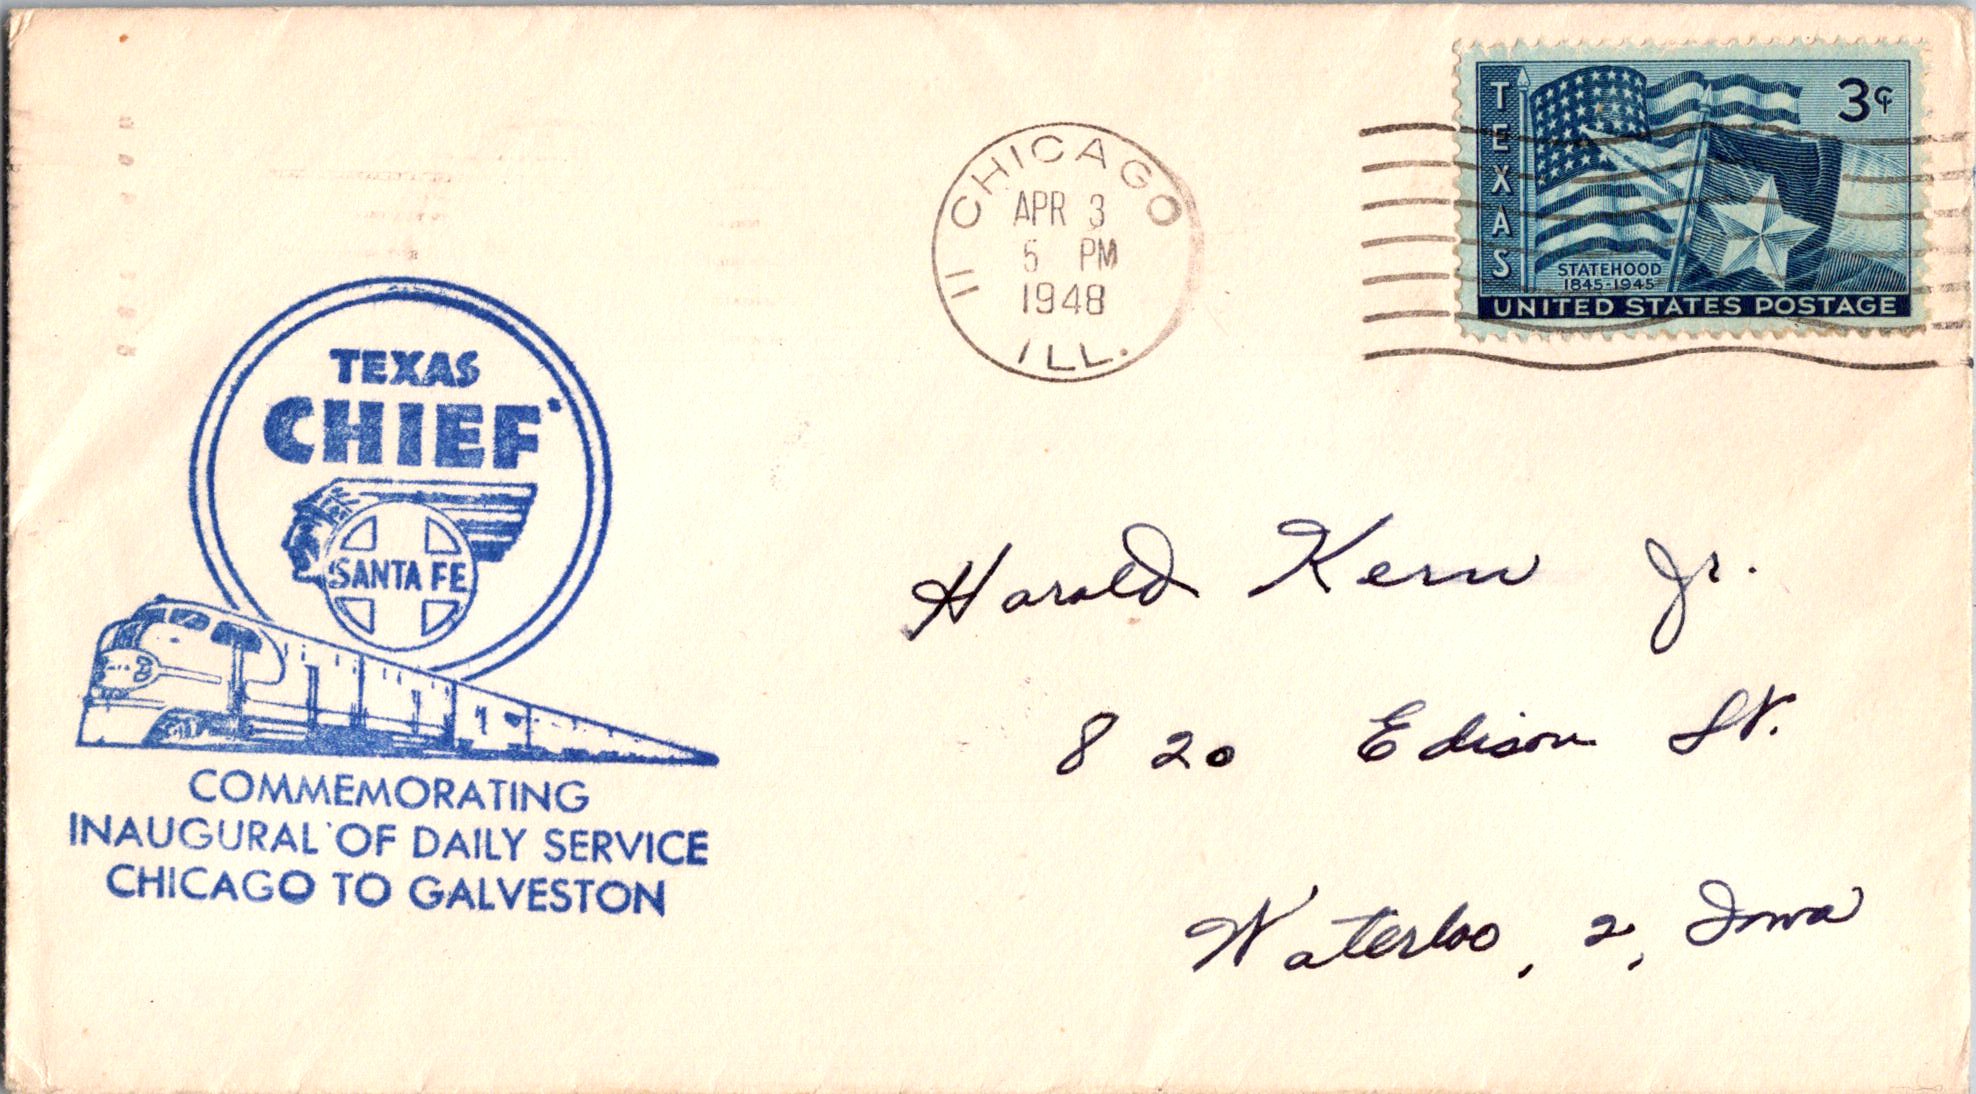 TEXAS
3¢
STATEHOOD
1845-1945
UNITED STATES POSTAGE
11 CHICAGO
APR 3
5 PM
1948
ILL.
TEXAS
CHIEF
SANTA FE
COMMEMORATING
INAUGURAL OF DAILY SERVICE
CHICAGO TO GALVESTON
Harold Kern Jr.
820 Edison St.
Waterloo, 2, Iowa